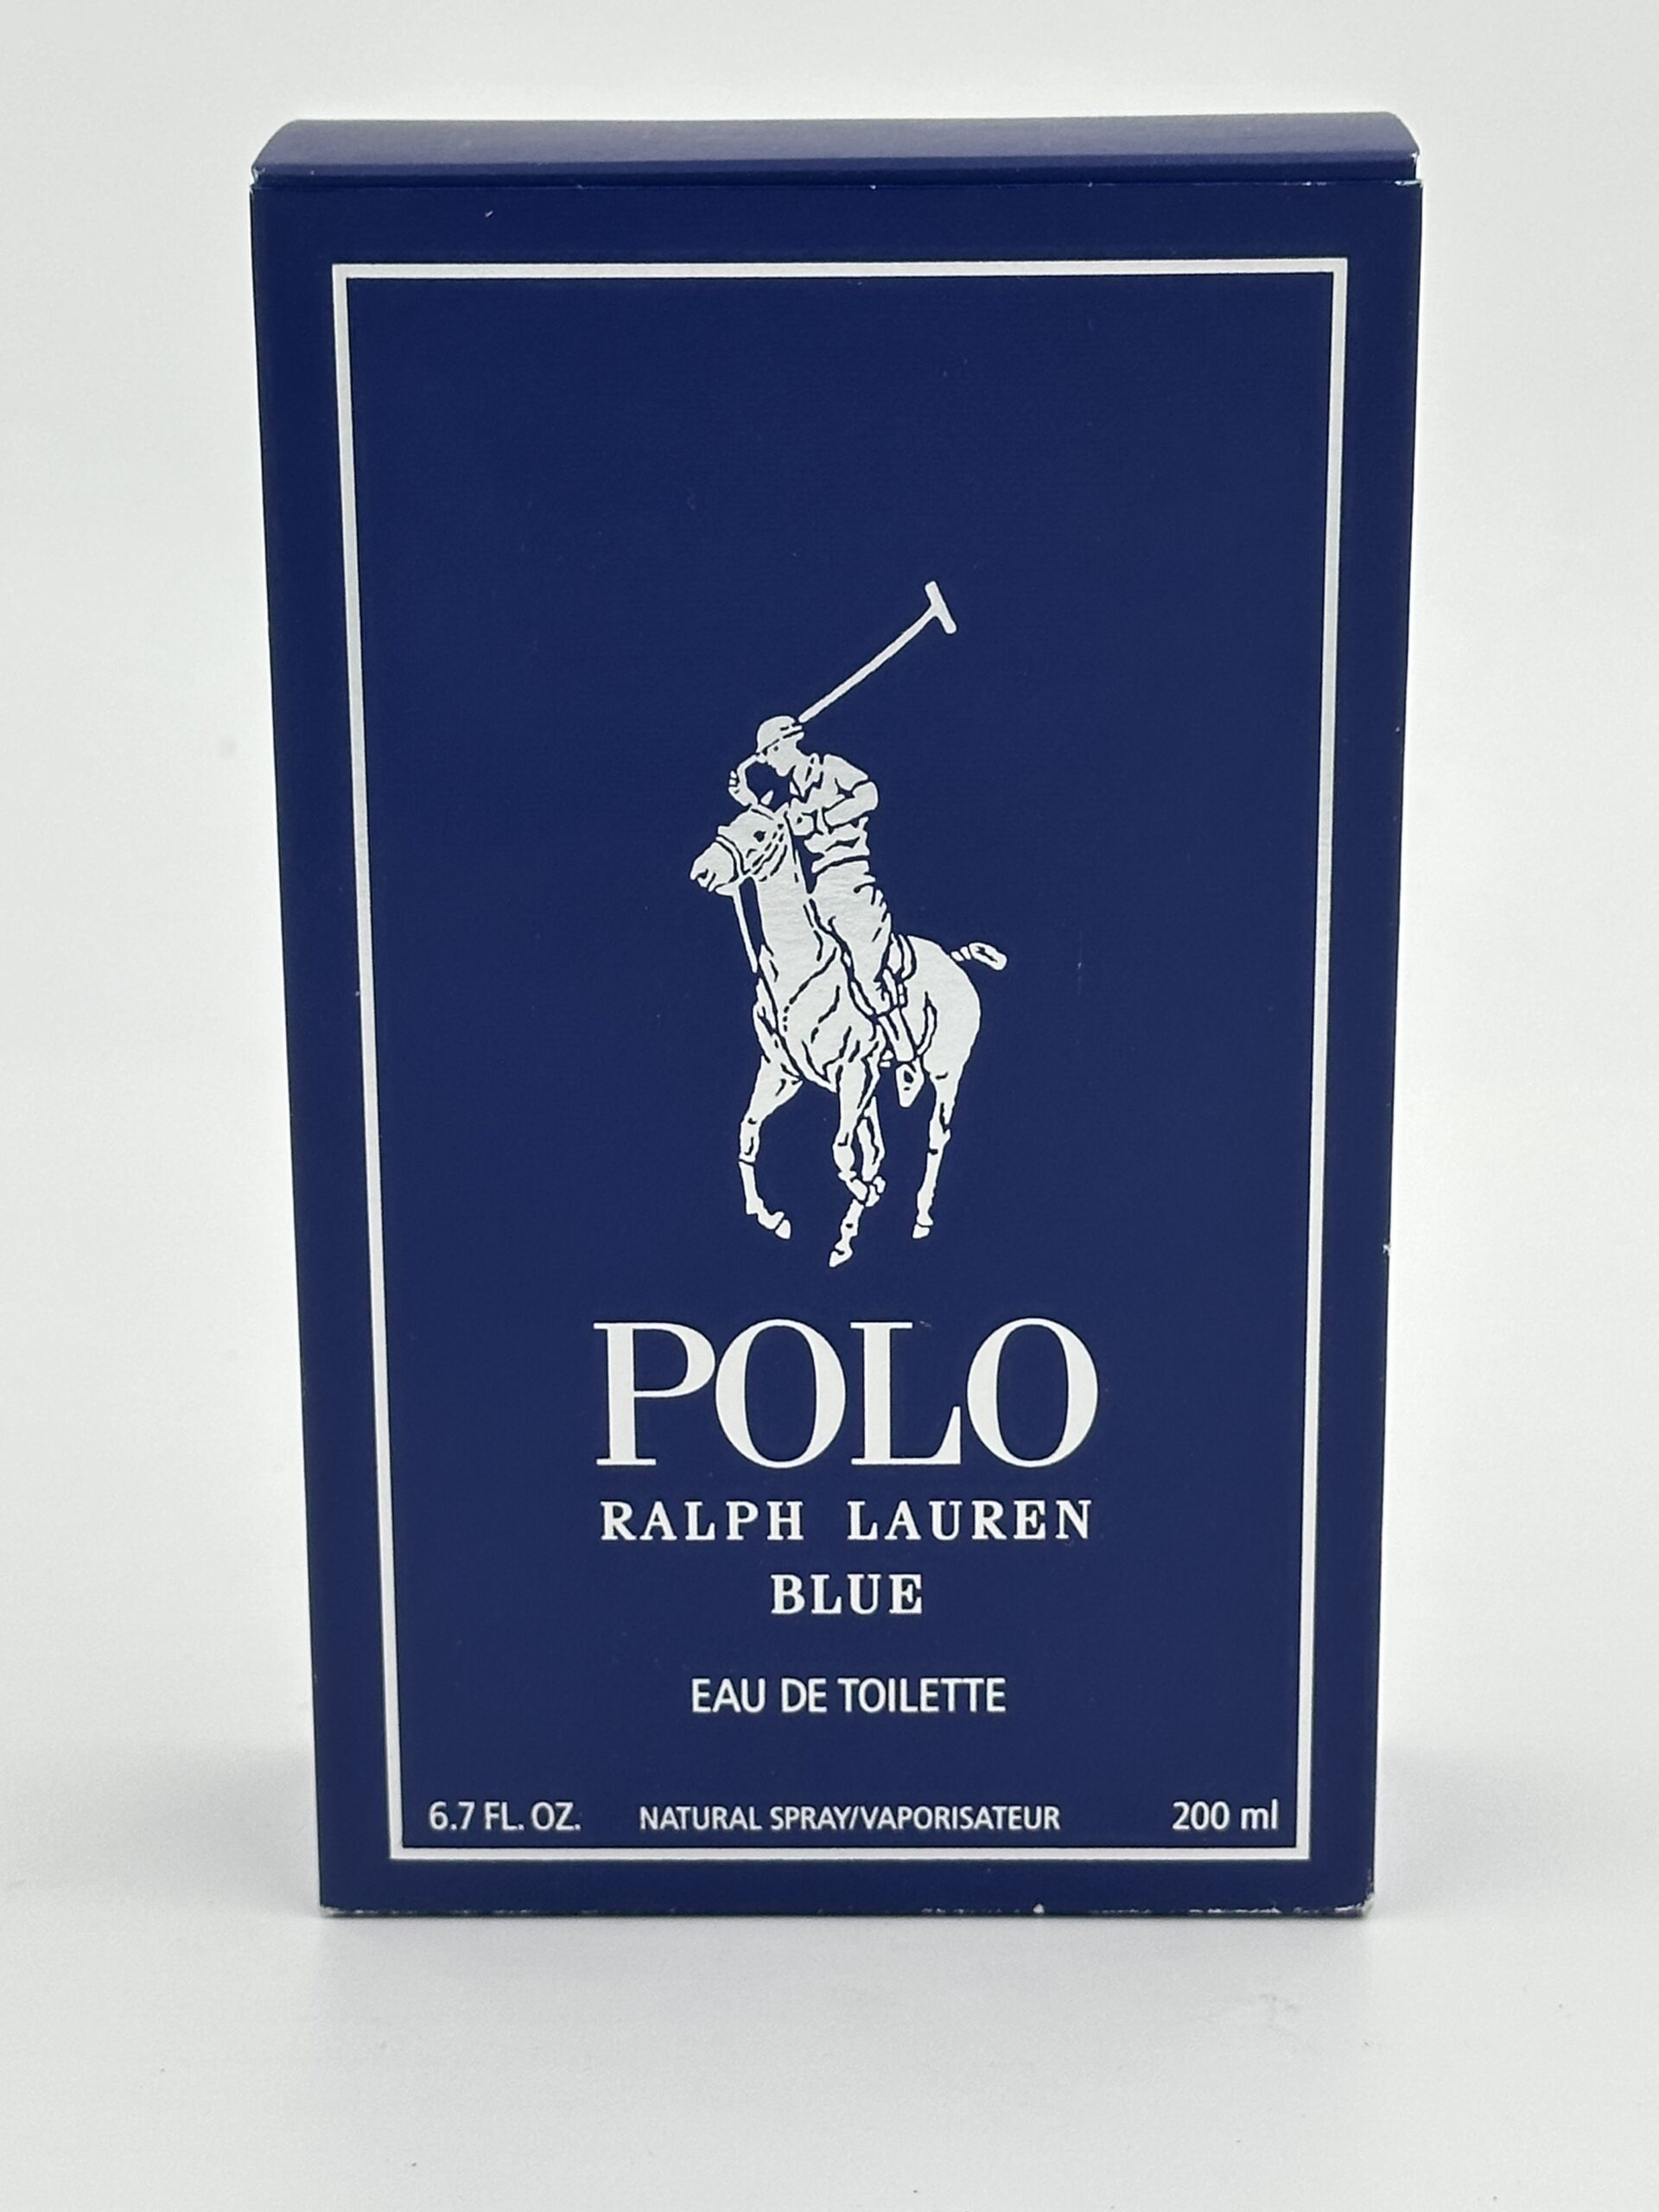 POLO
RALPH LAUREN
BLUE
EAU DE TOILETTE
6.7 FL. OZ. NATURAL SPRAY/VAPORISATEUR 200 ml